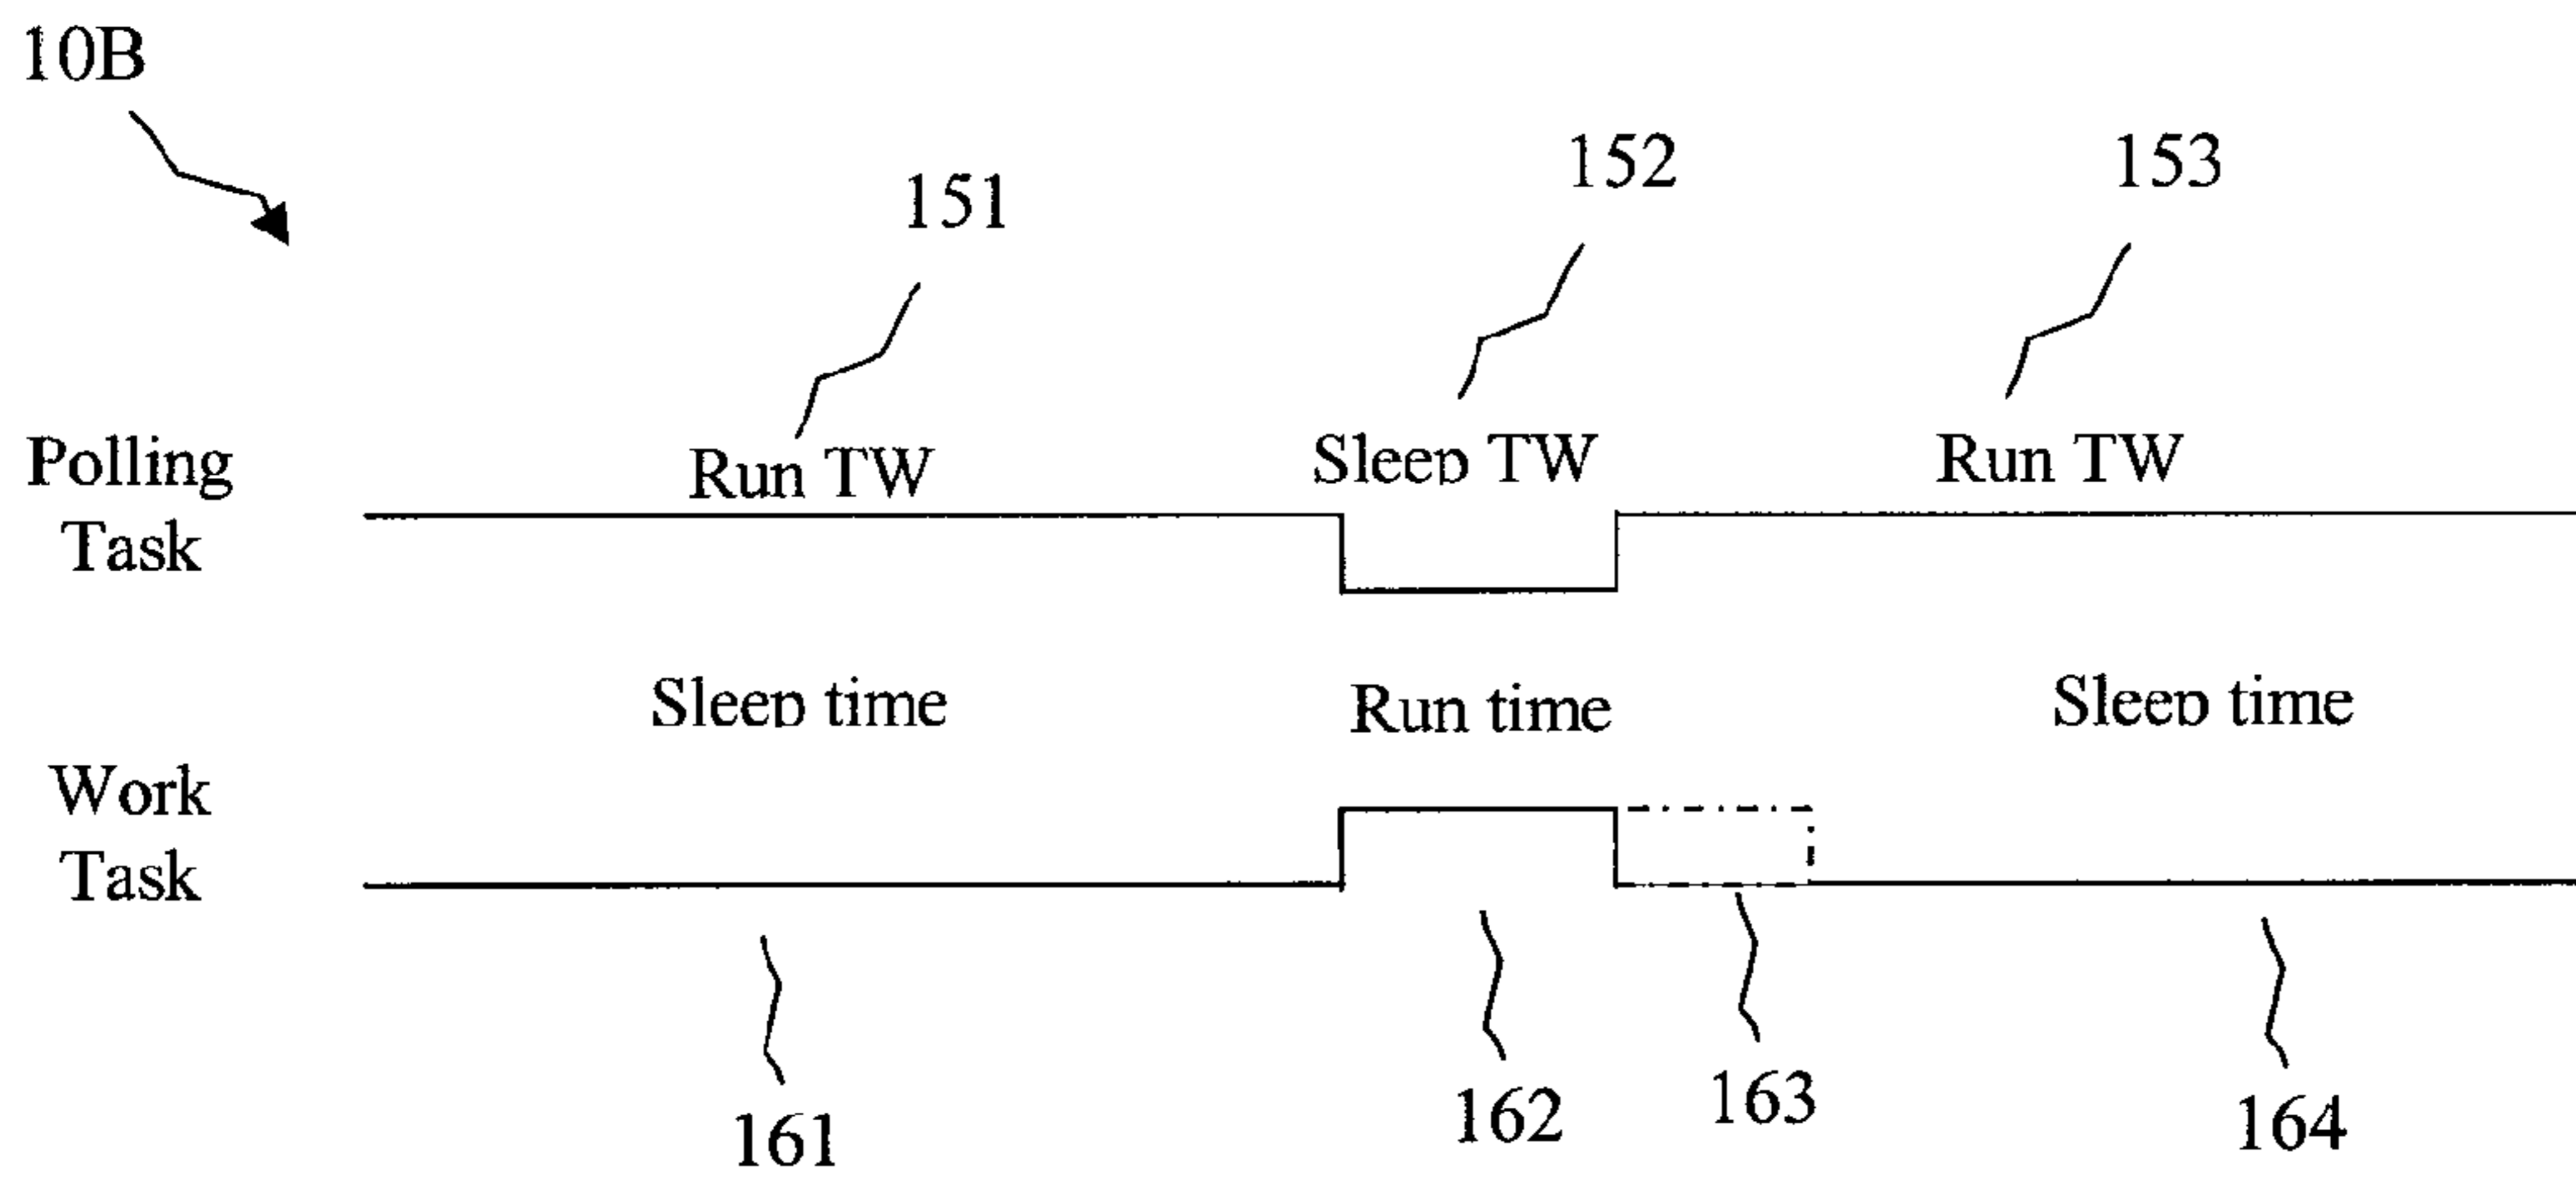 10B
151
152
153
Polling
Task
Run TW
Sleep TW
Run TW
Sleep time
Run time
Sleep time
Work
Task
161
162
163
164